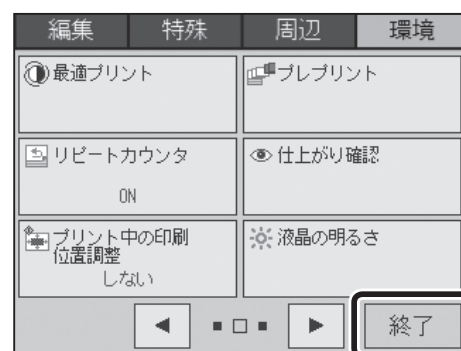 編集 特殊 周辺 環境
最適プリント プレプリント
リピートカウンタ 仕上がり確認
ON
プリント中の印刷 液晶の明るさ
位置調整
しない
終了